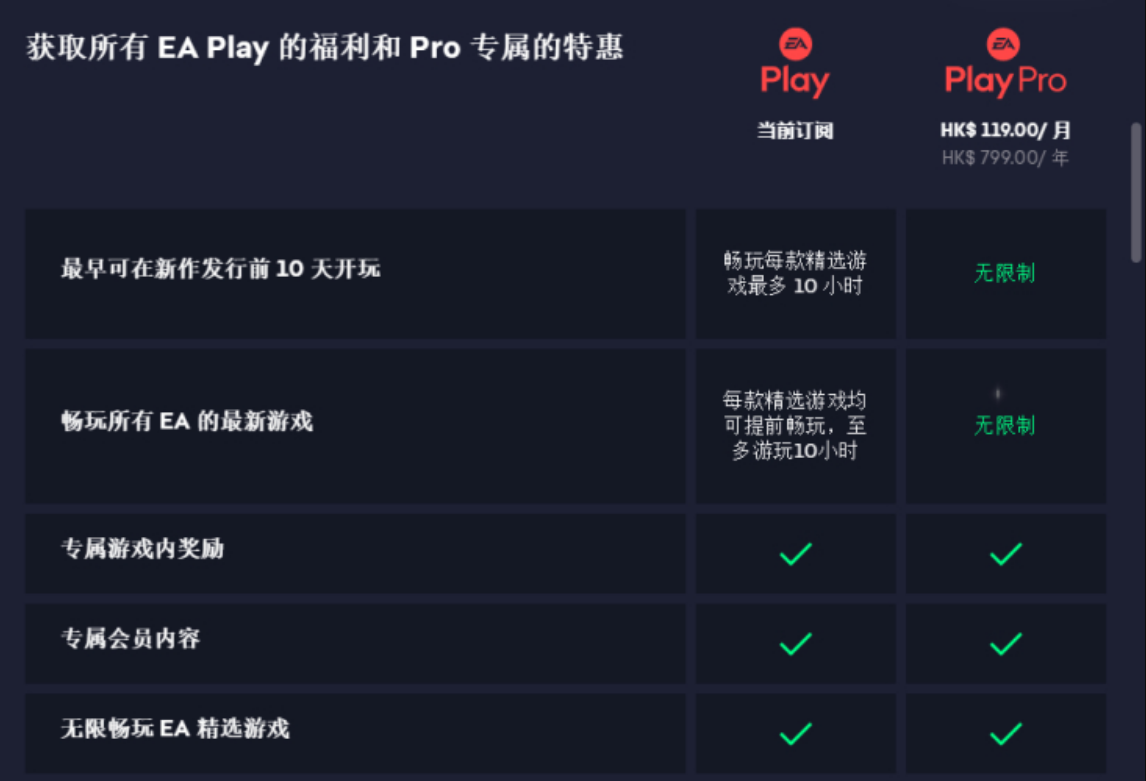 获取所有 EA Play 的福利和 Pro 专属的特惠
EA
Play
当前订阅
EA
Play Pro
HK$ 119.00/ 月
HK$ 799.00/ 年
最早可在新作发行前 10 天开玩
畅玩每款精选游
戏最多 10 小时
无限制
畅玩所有 EA 的最新游戏
每款精选游戏均
可提前畅玩，至
多游玩10小时
无限制
专属游戏内奖励
专属会员内容
无限畅玩 EA 精选游戏